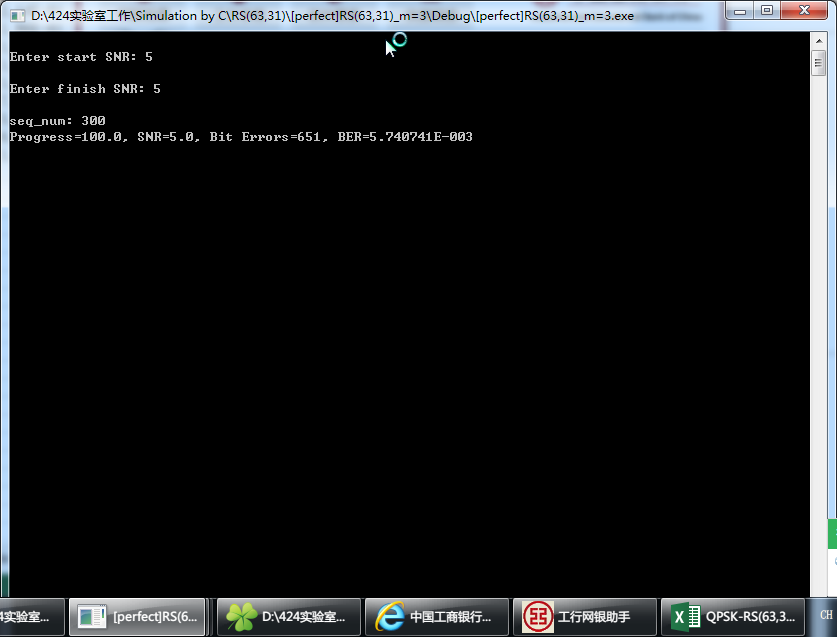 D:\424实验室工作\Simulation by C\RS(63,31)\[perfect]RS(63,31)_m=3\Debug\[perfect]RS(63,31)_m=3.exe
Enter start SNR: 5
Enter finish SNR: 5
seq_num: 300
Progress=100.0, SNR=5.0, Bit Errors=651, BER=5.740741E-003
4实验室...
[perfect]RS(6...
D:\424实验室...
中国工商银行...
工行网银助手
QPSK-RS(63,3...
CH